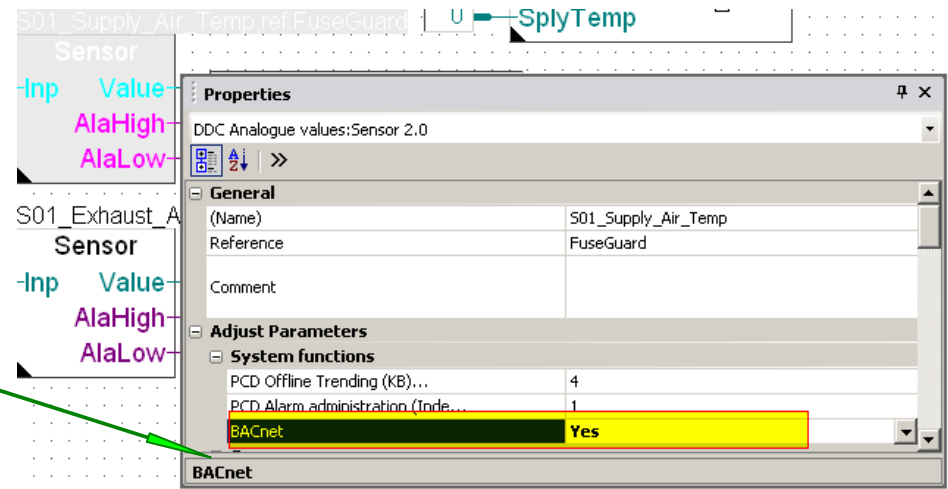 S01_Supply_Air_Temp,ref:FuseGuard
U
SplyTemp
Sensor
Inp Value
AlaHigh
AlaLow
S01_Exhaust_A
Sensor
Inp Value
AlaHigh
AlaLow
Properties
DDC Analogue values:Sensor 2.0
General
(Name) S01_Supply_Air_Temp
Reference FuseGuard
Comment
Adjust Parameters
System functions
PCD Offline Trending (KB)... 4
PCD Alarm administration (Inde... 1
BACnet Yes
BACnet